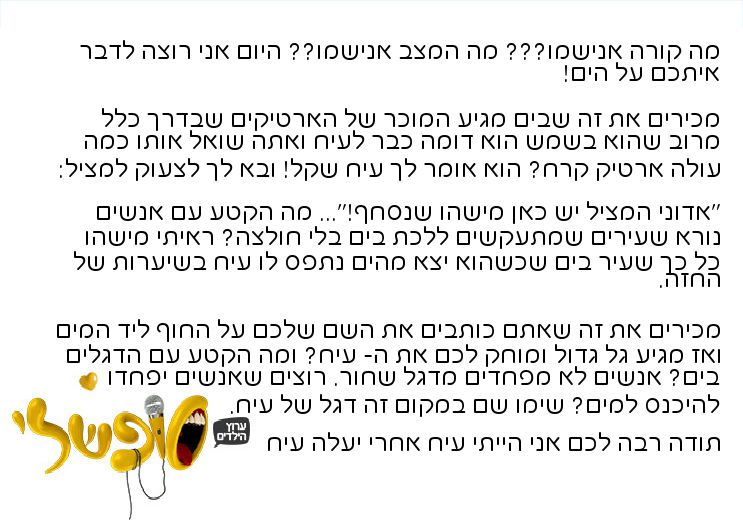 מה קורה אנישמו??? מה המצב אנישמו?? היום אני רוצה לדבר
איתכם על הים!
מכירים את זה שבים מגיע המוכר של הארטיקים שבדרך כלל
מרוב שהוא בשמש הוא דומה כבר לעיח ואתה שואל אותו כמה
עולה ארטיק קרח? הוא אומר לך עיח שקל! ובא לך לצעוק למציל:
"אדוני המציל יש כאן מישהו שנסחף!"... מה הקטע עם אנשים
נורא שעירים שמתעקשים ללכת בים בלי חולצה? ראיתי מישהו
כל כך שעיר בים שכשהוא יצא מהים נתפס לו עיח בשיערות של
החזה.
מכירים את זה שאתם כותבים את השם שלכם על החוף ליד המים
ואז מגיע גל גדול ומוחק לכם את ה- עיח? ומה הקטע עם הדגלים
בים? אנשים לא מפחדים מדגל שחור. רוצים שאנשים יפחדו
להיכנס למים? שימו שם במקום זה דגל של עיח.
תודה רבה לכם אני הייתי עיח אחרי יעלה עיח
ערוץ
הילדים
סופשלי